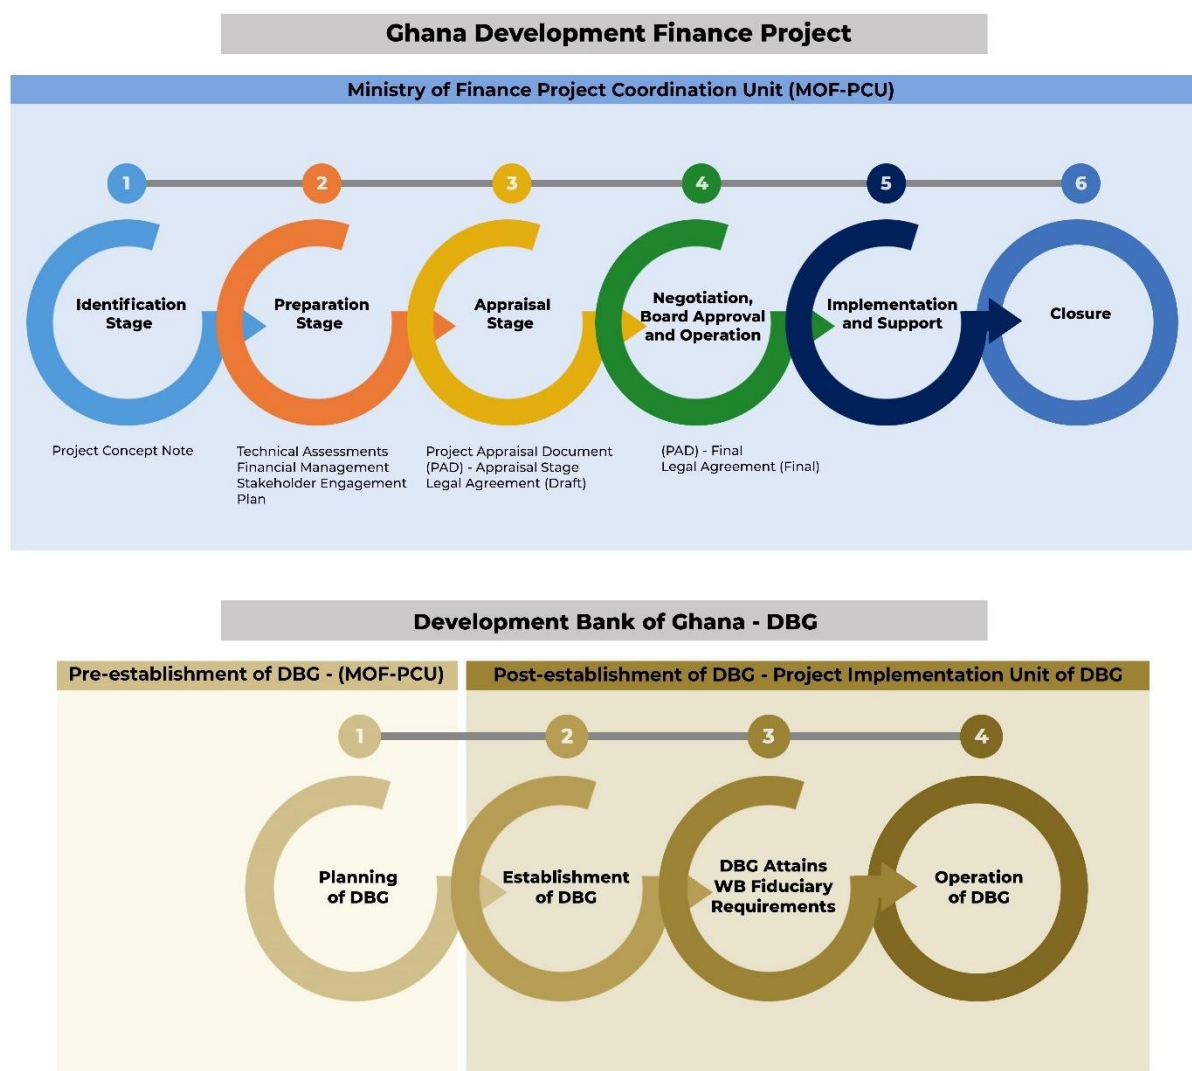 Ghana Development Finance Project
Ministry of Finance Project Coordination Unit (MOF-PCU)
1
2
3
4
5
6
Identification
Stage
Preparation
Stage
Appraisal
Stage
Negotiation,
Board Approval
and Operation
Implementation
and Support
Closure
Project Concept Note
Technical Assessments
Financial Management
Stakeholder Engagement
Plan
Project Appraisal Document
(PAD) - Appraisal Stage
Legal Agreement (Draft)
(PAD) - Final
Legal Agreement (Final)
Development Bank of Ghana - DBG
Pre-establishment of DBG - (MOF-PCU)
Post-establishment of DBG - Project Implementation Unit of DBG
1
2
3
4
Planning
of DBG
Establishment
of DBG
DBG Attains
WB Fiduciary
Requirements
Operation
of DBG